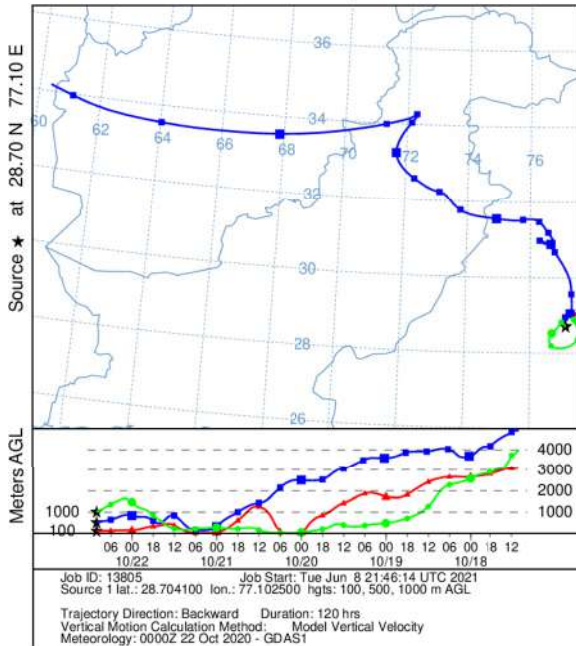 Source ★ at 28.70 N 77.10 E
36
34
32
30
28
26
60
62
64
66
68
70
72
74
76
Meters AGL
4000
3000
2000
1000
1000
100
06 00 18 12 06 00 18 12 06 00 18 12 06 00 18 12 06 00 18 12
10/22 10/21 10/20 10/19 10/18
Job ID: 13805 Job Start: Tue Jun 8 21:46:14 UTC 2021
Source 1 lat.: 28.704100 lon.: 77.102500 hgts: 100, 500, 1000 m AGL
Trajectory Direction: Backward Duration: 120 hrs
Vertical Motion Calculation Method: Model Vertical Velocity
Meteorology: 0000Z 22 Oct 2020 - GDAS1